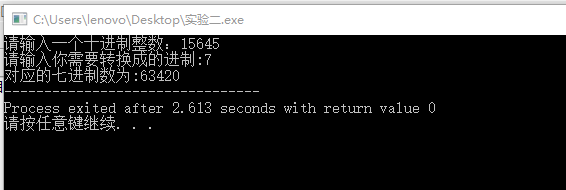 C:\Users\lenovo\Desktop\实验二.exe
请输入一个十进制整数：15645
请输入你需要转换成的进制:7
对应的七进制数为:63420
--------------------------------
Process exited after 2.613 seconds with return value 0
请按任意键继续. . .